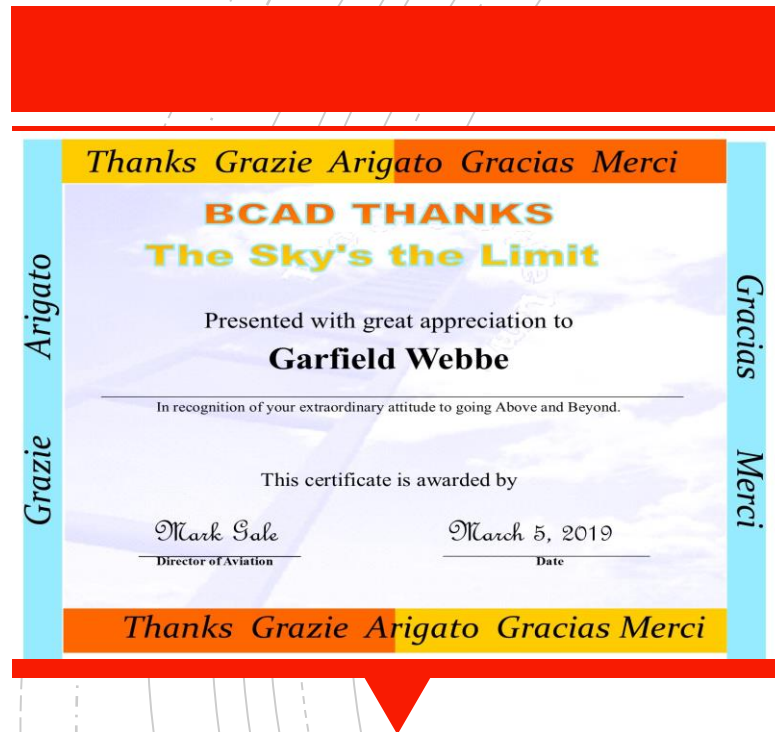 Thanks Grazie Arigato Gracias Merci
BCAD THANKS
The Sky's the Limit
Grazie Arigato
Gracias Merci
Presented with great appreciation to
Garfield Webbe
In recognition of your extraordinary attitude to going Above and Beyond.
This certificate is awarded by
Mark Gale
March 5, 2019
Director of Aviation
Date
Thanks Grazie Arigato Gracias Merci